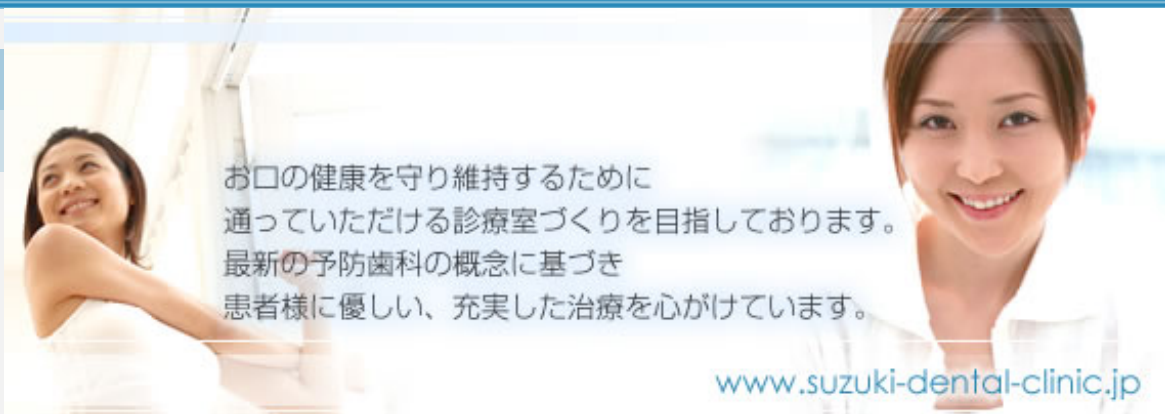 お口の健康を守り維持するために
通っていただける診療室づくりを目指しております。
最新の予防歯科の概念に基づき
患者様に優しい、充実した治療を心がけています。
www.suzuki-dental-clinic.jp